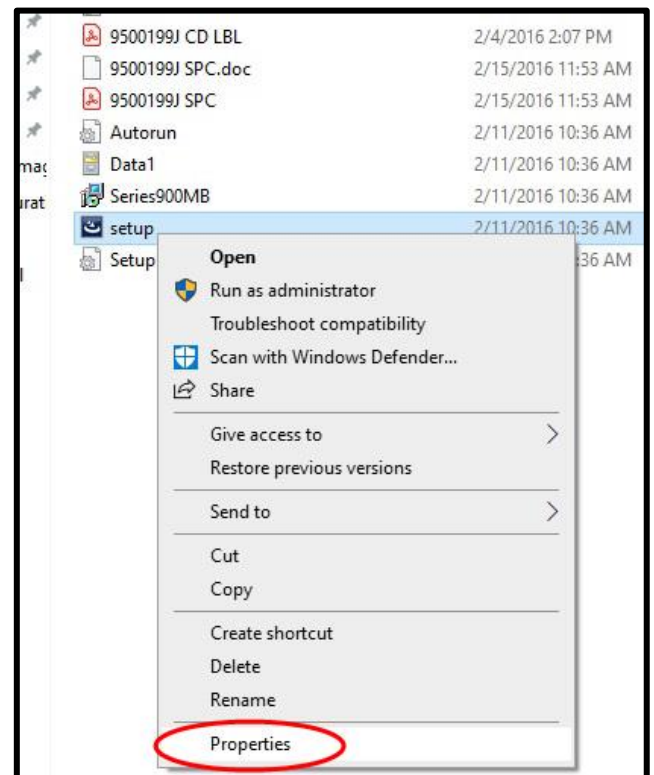 9500199J CD LBL 2/4/2016 2:07 PM
9500199J SPC.doc 2/15/2016 11:53 AM
9500199J SPC 2/15/2016 11:53 AM
Autorun 2/11/2016 10:36 AM
Data1 2/11/2016 10:36 AM
Series900MB 2/11/2016 10:36 AM
setup 2/11/2016 10:36 AM
Setup :36 AM
Open
Run as administrator
Troubleshoot compatibility
Scan with Windows Defender...
Share
Give access to
Restore previous versions
Send to
Cut
Copy
Create shortcut
Delete
Rename
Properties